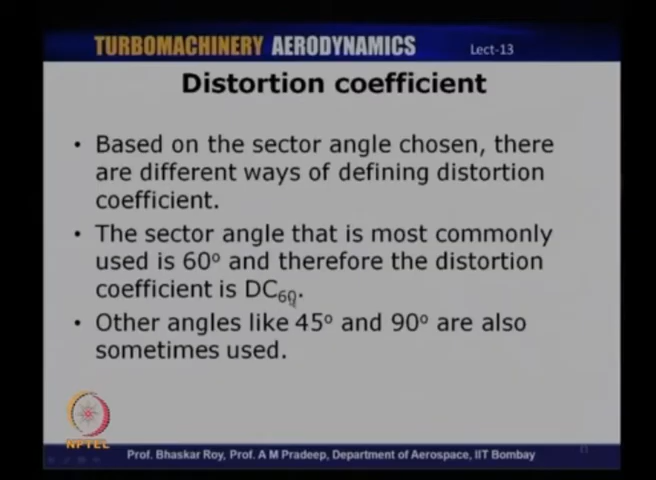 TURBOMACHINERY AERODYNAMICS Lect-13
Distortion coefficient
• Based on the sector angle chosen, there
are different ways of defining distortion
coefficient.
• The sector angle that is most commonly
used is 60° and therefore the distortion
coefficient is DC₆₀.
• Other angles like 45° and 90° are also
sometimes used.
NPTEL
Prof. Bhaskar Roy, Prof. A M Pradeep, Department of Aerospace, IIT Bombay